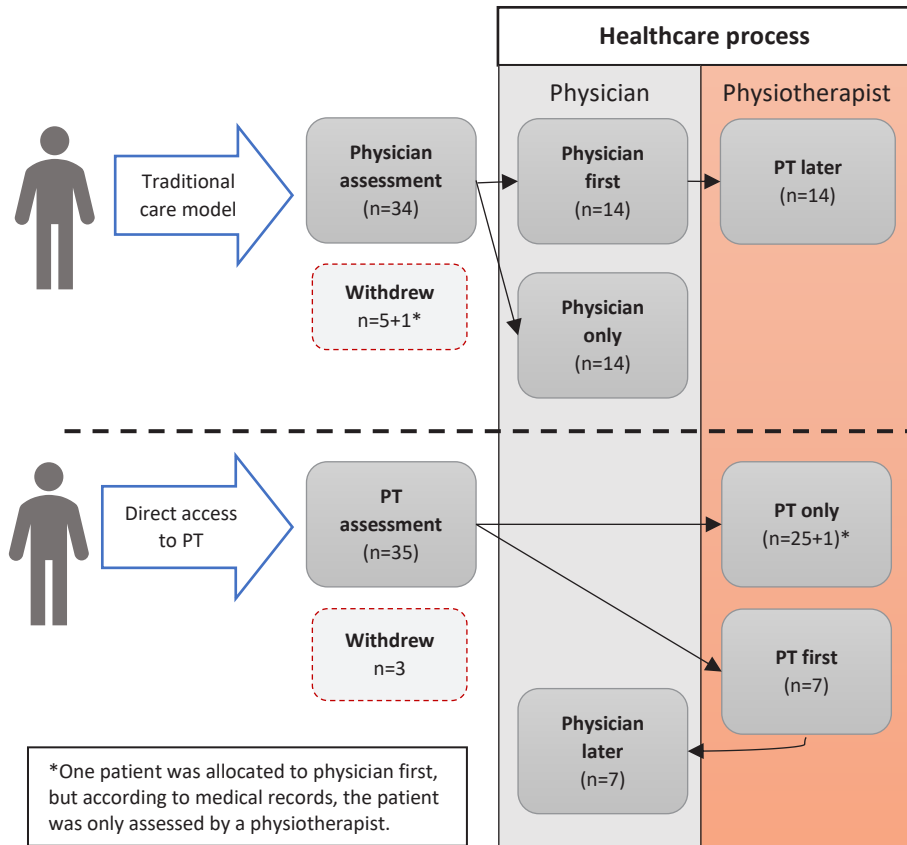 Healthcare process
Physician
Physiotherapist
Traditional
care model
Physician
assessment
(n=34)
Physician
first
(n=14)
PT later
(n=14)
Withdrew
n=5+1*
Physician
only
(n=14)
Direct access
to PT
PT
assessment
(n=35)
PT only
(n=25+1)*
Withdrew
n=3
PT first
(n=7)
Physician
later
(n=7)
*One patient was allocated to physician first,
but according to medical records, the patient
was only assessed by a physiotherapist.